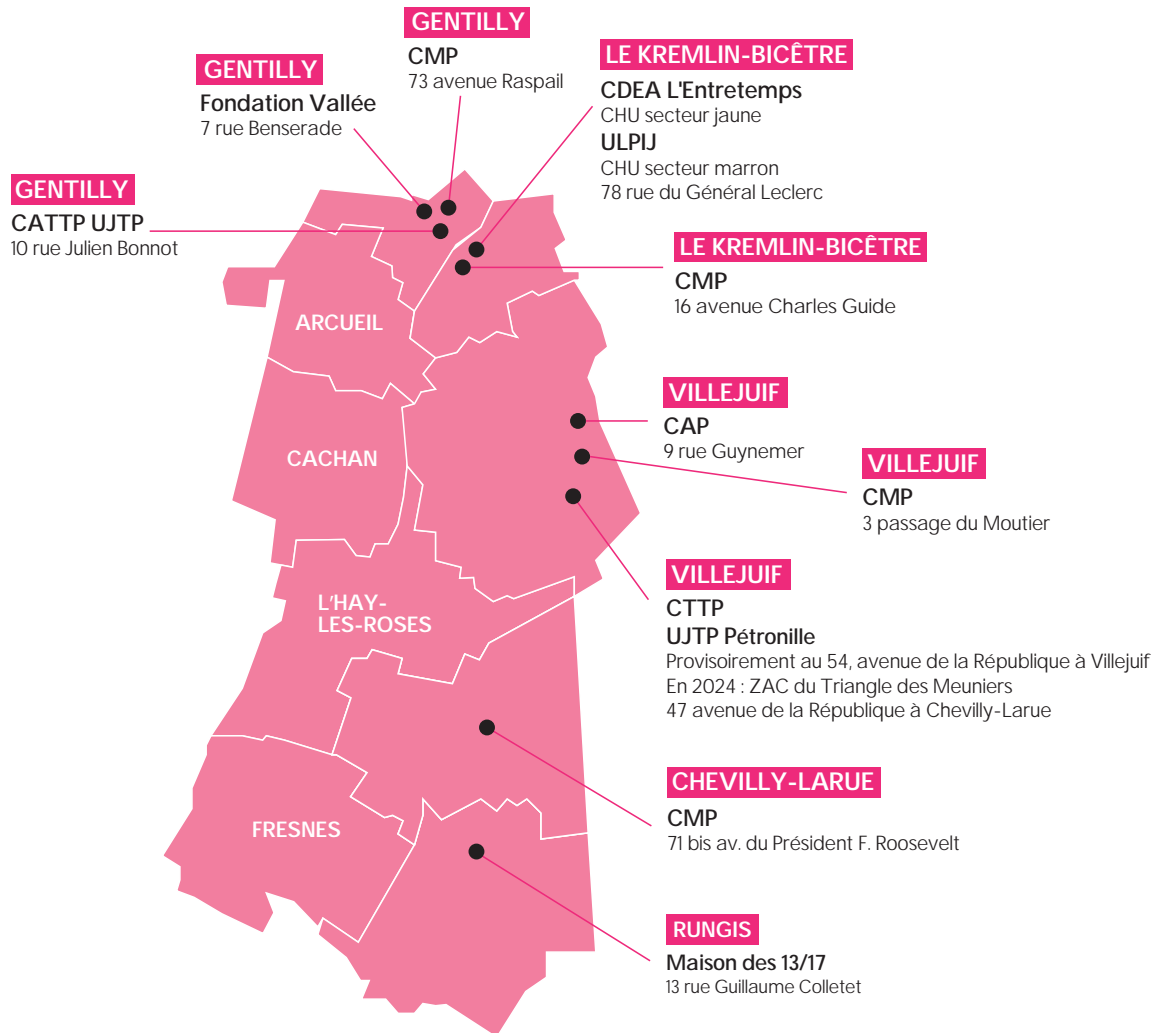 GENTILLY
CMP
73 avenue Raspail
GENTILLY
Fondation Vallée
7 rue Benserade
LE KREMLIN-BICÊTRE
CDEA L'Entretemps
CHU secteur jaune
ULPIJ
CHU secteur marron
78 rue du Général Leclerc
GENTILLY
CATTP UJTP
10 rue Julien Bonnot
LE KREMLIN-BICÊTRE
CMP
16 avenue Charles Guide
ARCUEIL
VILLEJUIF
CAP
9 rue Guynemer
CACHAN
VILLEJUIF
CMP
3 passage du Moutier
VILLEJUIF
CTTP
UJTP Pétronille
Provisoirement au 54, avenue de la République à Villejuif
En 2024 : ZAC du Triangle des Meuniers
47 avenue de la République à Chevilly-Larue
L'HAY-
LES-ROSES
CHEVILLY-LARUE
CMP
71 bis av. du Président F. Roosevelt
FRESNES
RUNGIS
Maison des 13/17
13 rue Guillaume Colletet